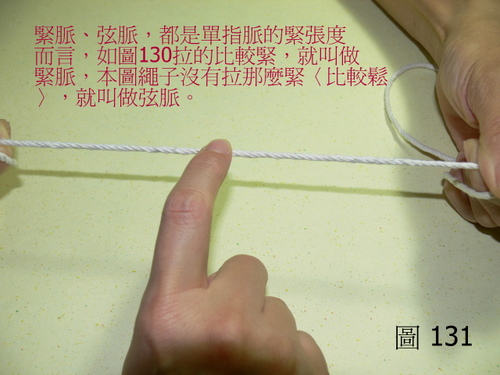 緊脈、弦脈，都是單指脈的緊張度
而言，如圖130拉的比較緊，就叫做
緊脈，本圖繩子沒有拉那麼緊〈比較鬆
〉，就叫做弦脈。
圖 131